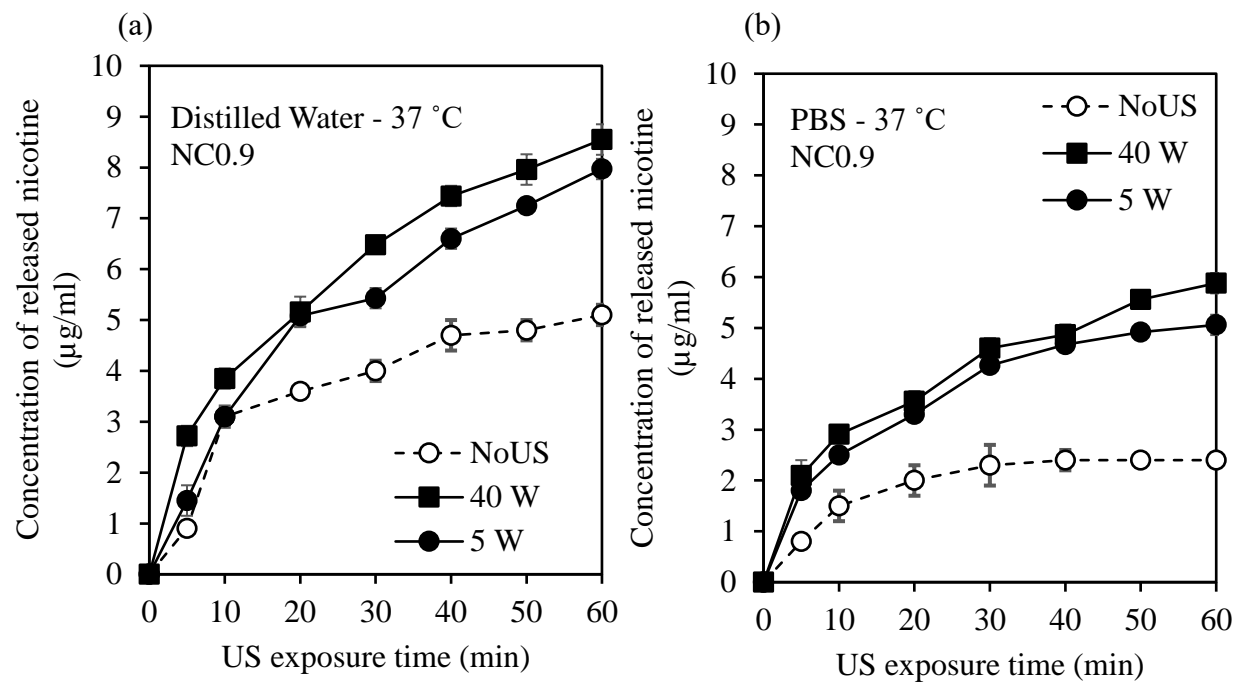 (a)
Concentration of released nicotine
(µg/ml)
10
9
8
7
6
5
4
3
2
1
0
Distilled Water - 37 ˚C
NC0.9
NoUS
40 W
5 W
0 10 20 30 40 50 60
US exposure time (min)
(b)
Concentration of released nicotine
(µg/ml)
10
9
8
7
6
5
4
3
2
1
0
PBS - 37 ˚C
NC0.9
NoUS
40 W
5 W
0 10 20 30 40 50 60
US exposure time (min)